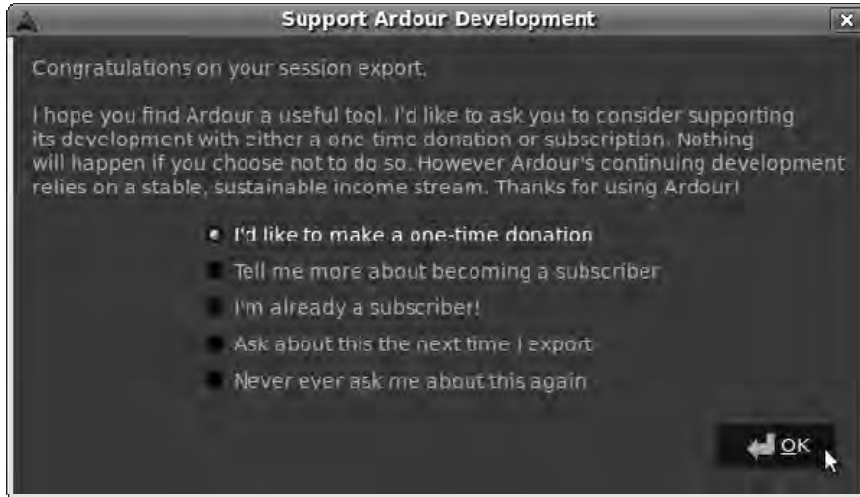 Support Ardour Development
Congratulations on your session export.
I hope you find Ardour a useful tool. I'd like to ask you to consider supporting
its development with either a one-time donation or subscription. Nothing
will happen if you choose not to do so. However Ardour's continuing development
relies on a stable, sustainable income stream. Thanks for using Ardour!
I'd like to make a one-time donation
Tell me more about becoming a subscriber
I'm already a subscriber!
Ask about this the next time I export
Never ever ask me about this again
OK